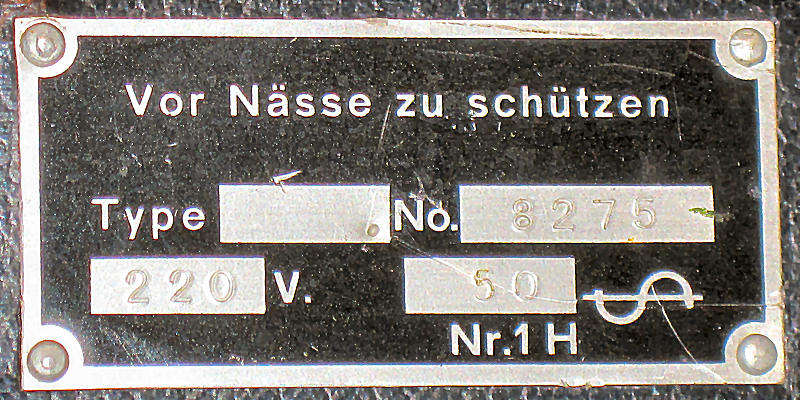 Vor Nässe zu schützen
Type No. 8275
220 V. 50
Nr.1 H